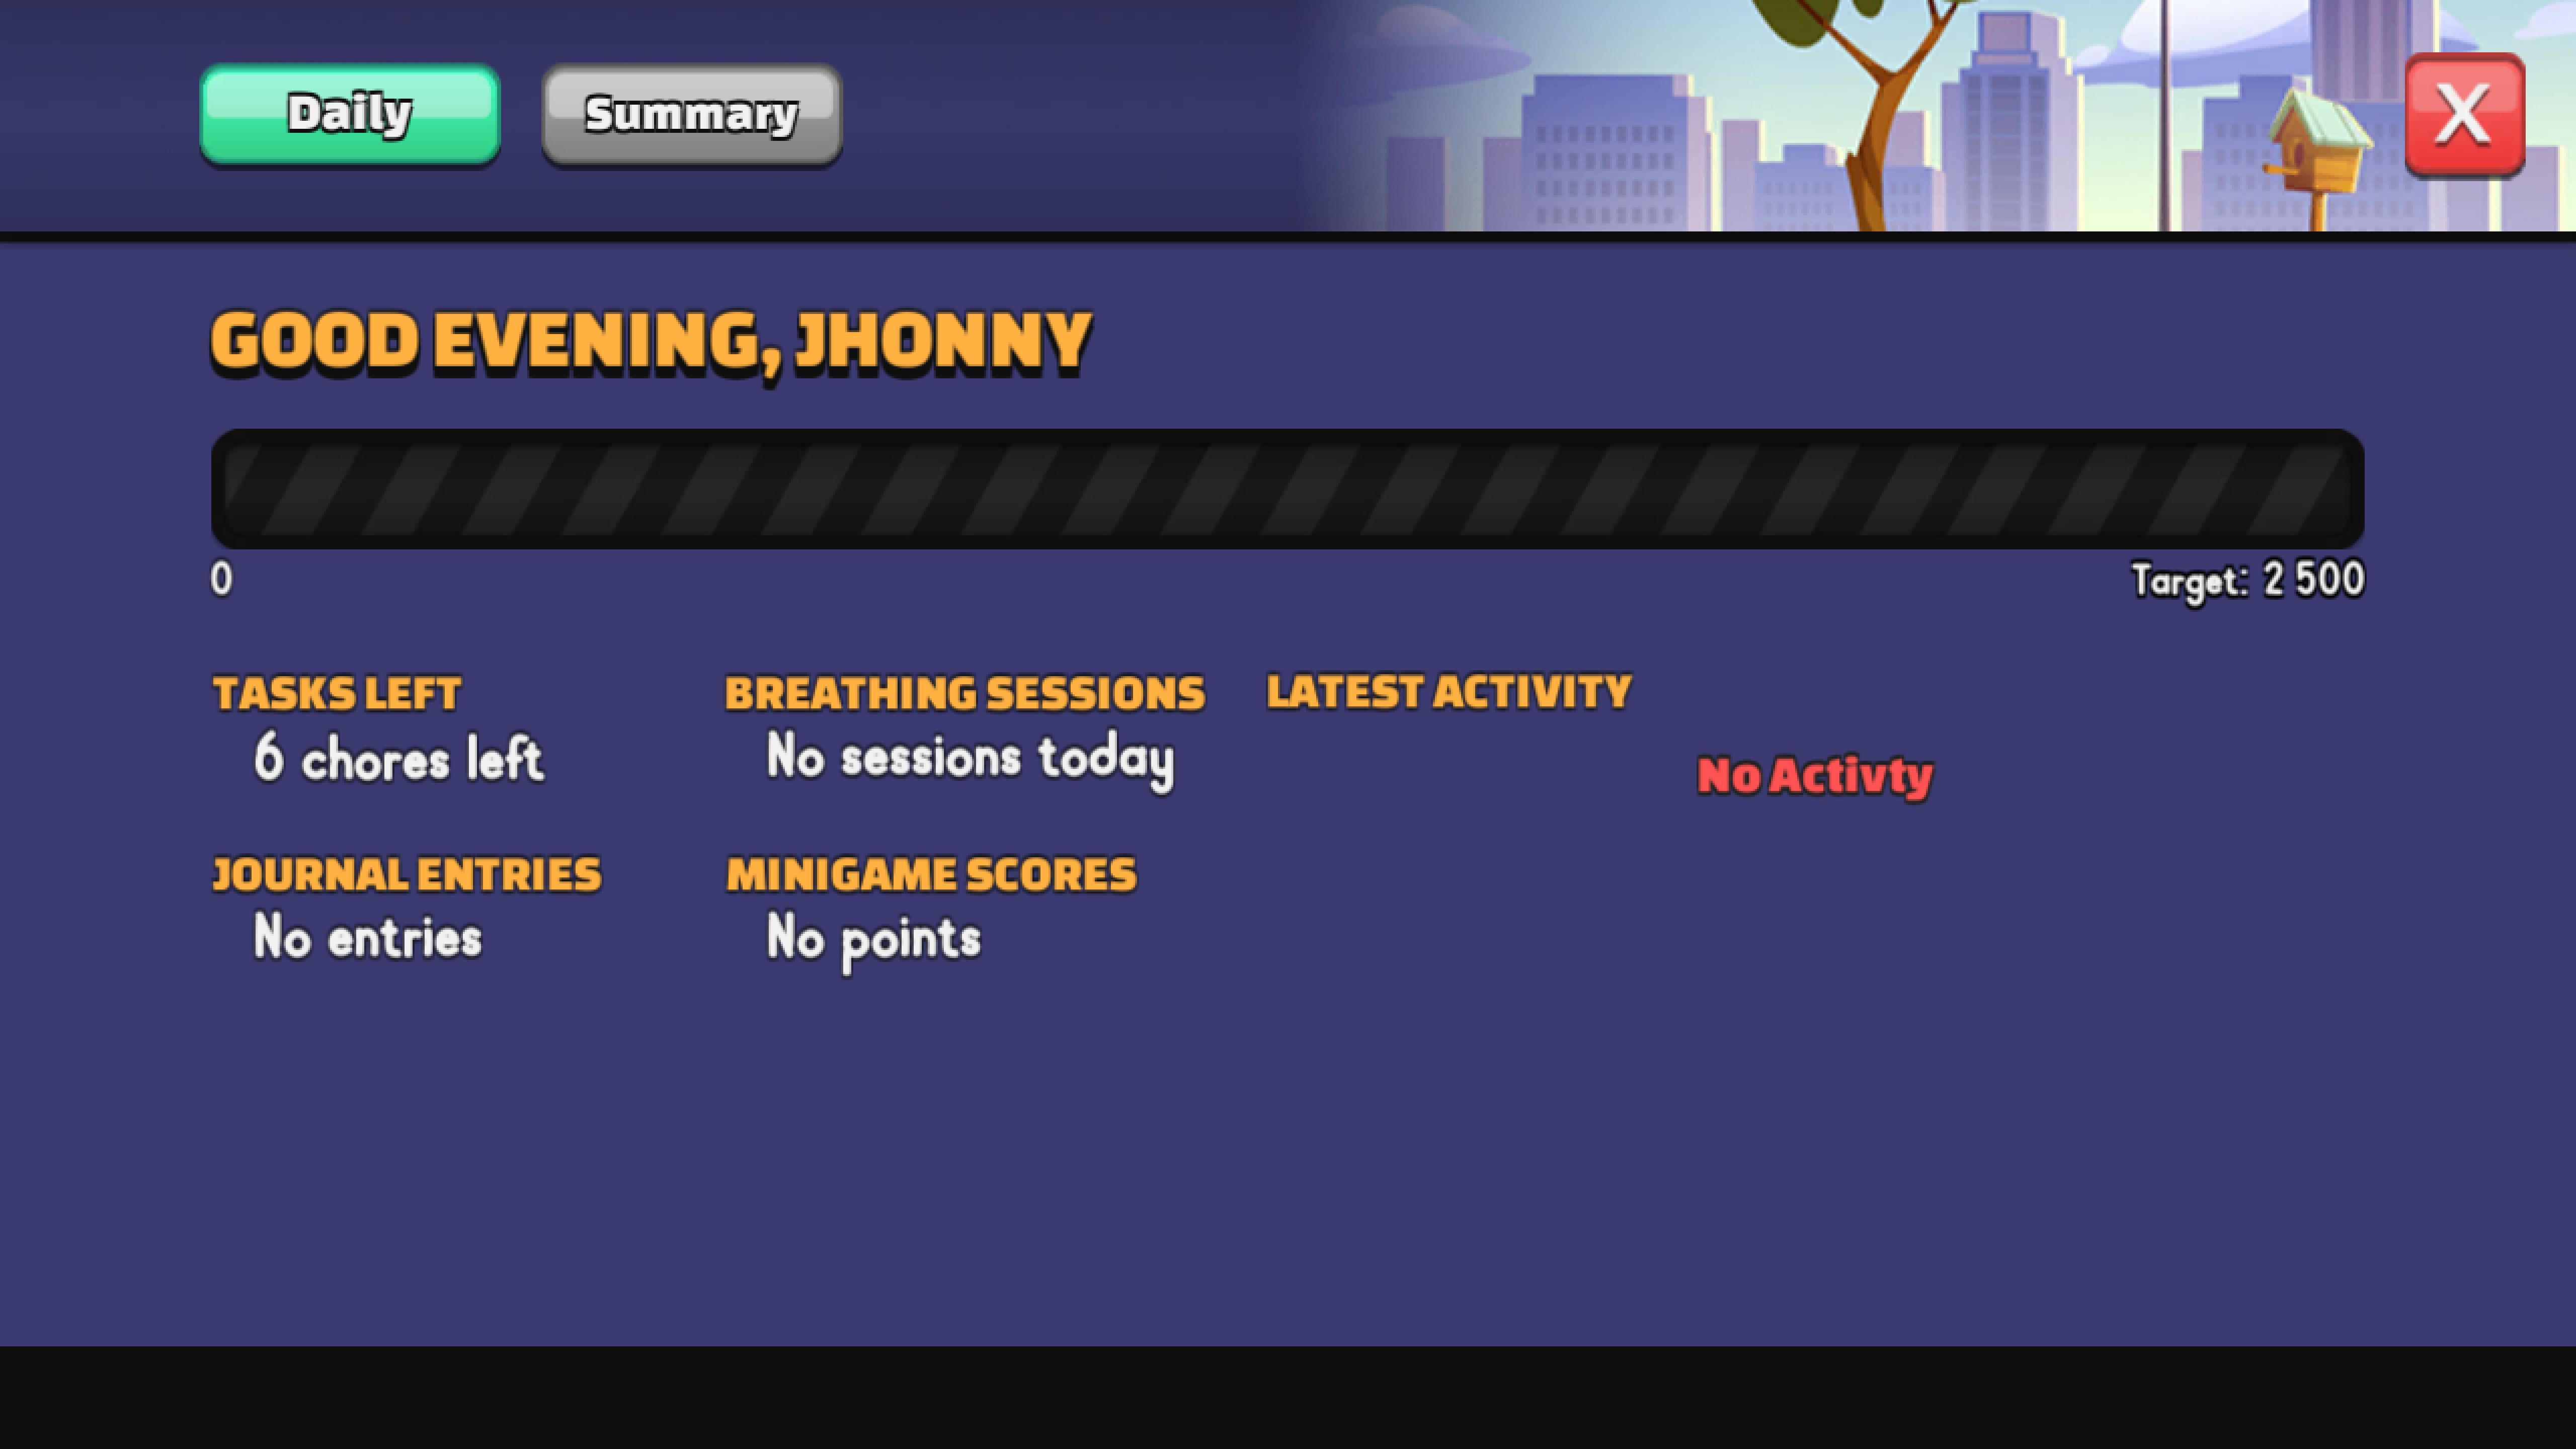 Daily
Summary
X
GOOD EVENING, JHONNY
0
Target: 2 500
TASKS LEFT
6 chores left
BREATHING SESSIONS
No sessions today
LATEST ACTIVITY
No Activty
JOURNAL ENTRIES
No entries
MINIGAME SCORES
No points